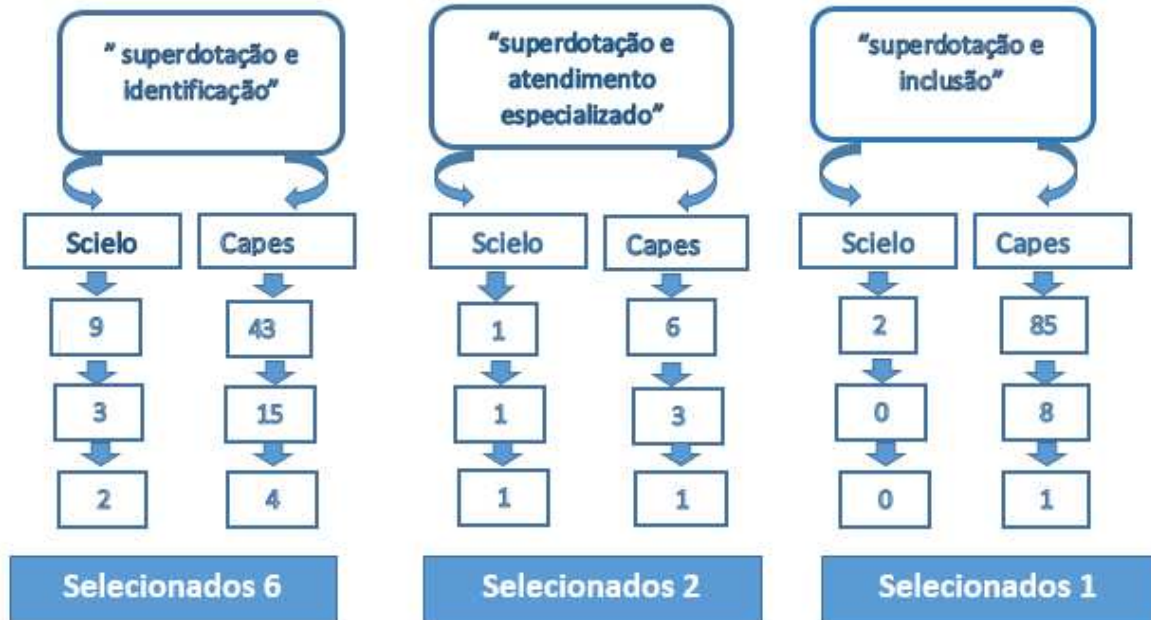 ” superdotação e
identificação”
“superdotação e
atendimento
especializado”
“superdotação e
inclusão”
Scielo
Capes
Scielo
Capes
Scielo
Capes
9
43
1
6
2
85
3
15
1
3
0
8
2
4
1
1
0
1
Selecionados 6
Selecionados 2
Selecionados 1